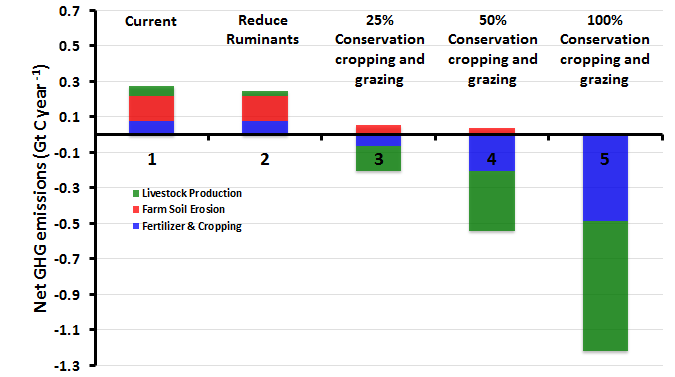 0.7
0.5
0.3
0.1
-0.1
-0.3
-0.5
-0.7
-0.9
-1.1
-1.3
Net GHG emissions (Gt C year -1)
Current
Reduce
Ruminants
25%
Conservation
cropping and
grazing
50%
Conservation
cropping and
grazing
100%
Conservation
cropping and
grazing
1
2
3
4
5
Livestock Production
Farm Soil Erosion
Fertilizer & Cropping